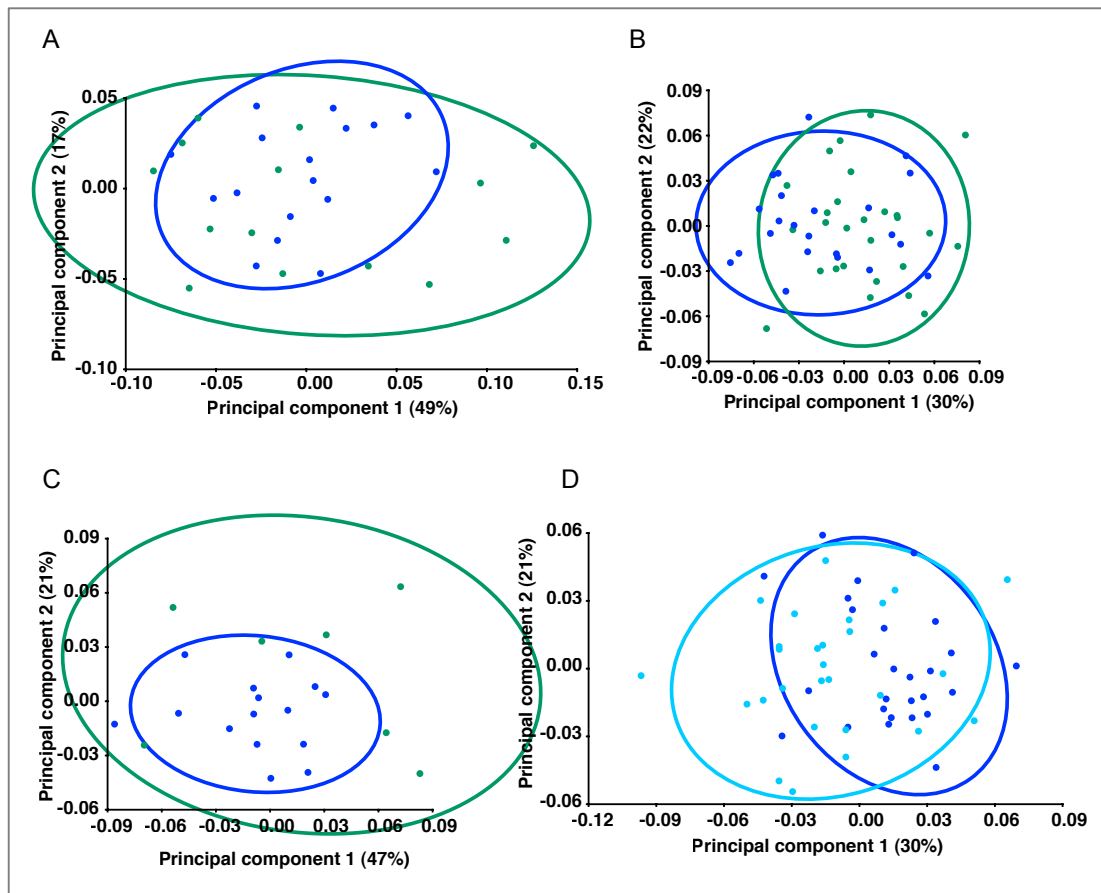 A
Principal component 2 (17%)
0.05
0.00
-0.05
-0.10
-0.10 -0.05 0.00 0.05 0.10 0.15
Principal component 1 (49%)
B
Principal component 2 (22%)
0.09
0.06
0.03
0.00
-0.03
-0.06
-0.09
-0.09 -0.06 -0.03 0.00 0.03 0.06 0.09
Principal component 1 (30%)
C
Principal component 2 (21%)
0.09
0.06
0.03
0.00
-0.03
-0.06
-0.09 -0.06 -0.03 0.00 0.03 0.06 0.09
Principal component 1 (47%)
D
Principal component 2 (21%)
0.06
0.03
0.00
-0.03
-0.06
-0.12 -0.09 -0.06 -0.03 0.00 0.03 0.06 0.09
Principal component 1 (30%)